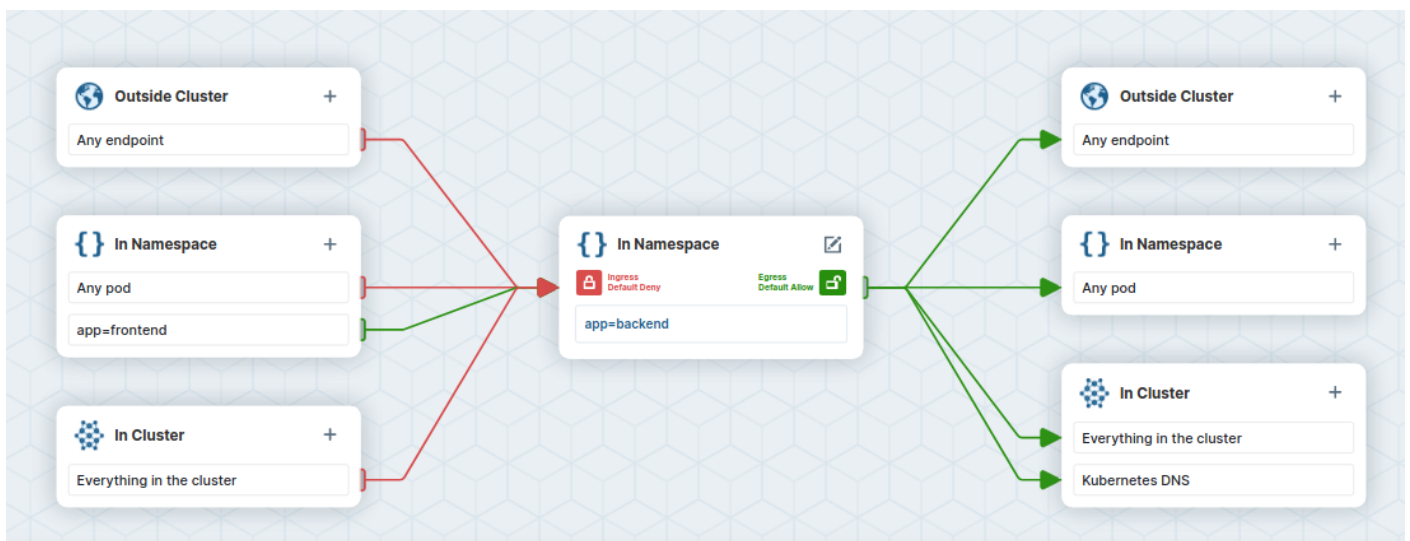 Outside Cluster
Any endpoint
In Namespace
Any pod
app=frontend
In Cluster
Everything in the cluster
In Namespace
Ingress
Default Deny
Egress
Default Allow
app=backend
Outside Cluster
Any endpoint
In Namespace
Any pod
In Cluster
Everything in the cluster
Kubernetes DNS